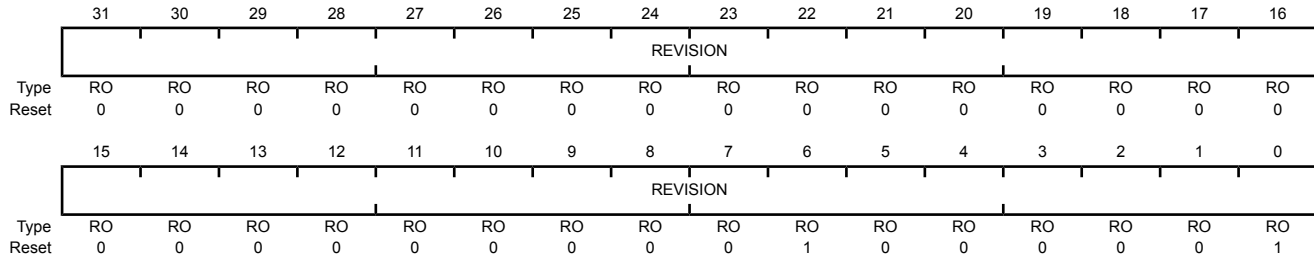 31 30 29 28 27 26 25 24 23 22 21 20 19 18 17 16
REVISION
Type RO RO RO RO RO RO RO RO RO RO RO RO RO RO RO RO
Reset 0 0 0 0 0 0 0 0 0 0 0 0 0 0 0 0
15 14 13 12 11 10 9 8 7 6 5 4 3 2 1 0
REVISION
Type RO RO RO RO RO RO RO RO RO RO RO RO RO RO RO RO
Reset 0 0 0 0 0 0 0 0 0 1 0 0 0 0 0 1